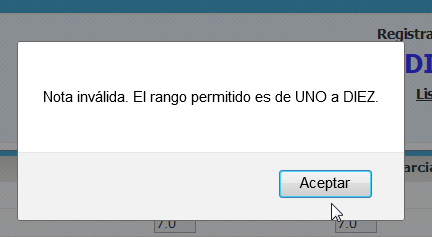 Registra
DI
Lis
Nota inválida. El rango permitido es de UNO a DIEZ.
arcia
Aceptar
7.0 7.0